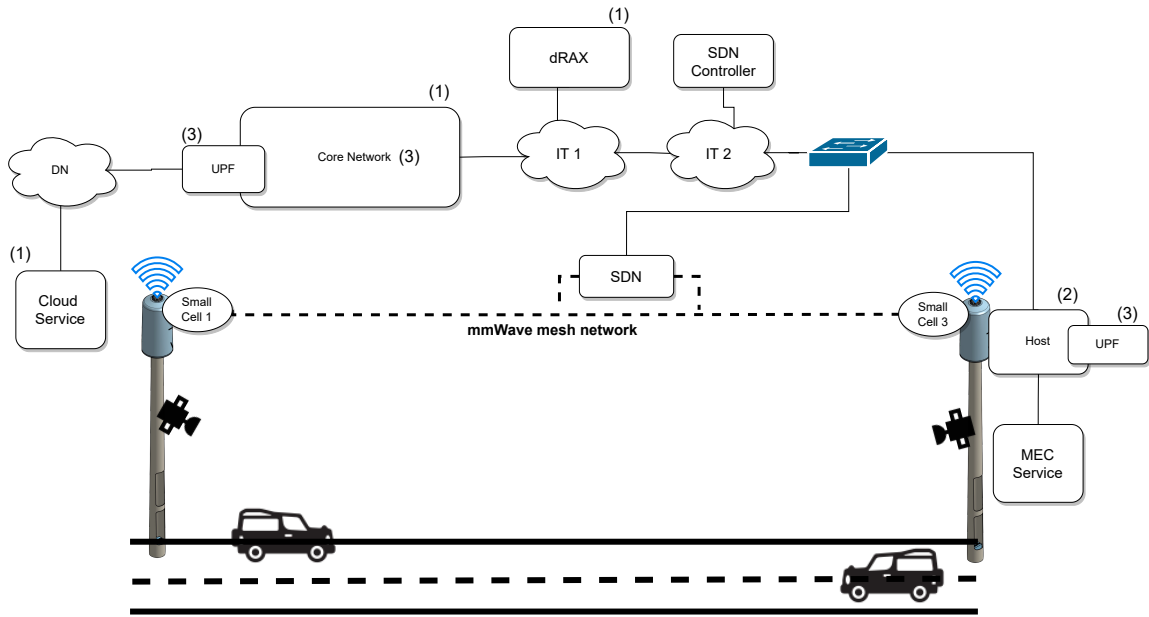 (1)
dRAX
SDN
Controller
(1)
(3)
UPF
Core Network (3)
IT 1
IT 2
DN
(1)
Cloud
Service
Small
Cell 1
SDN
mmWave mesh network
Small
Cell 3
(2)
Host
(3)
UPF
MEC
Service